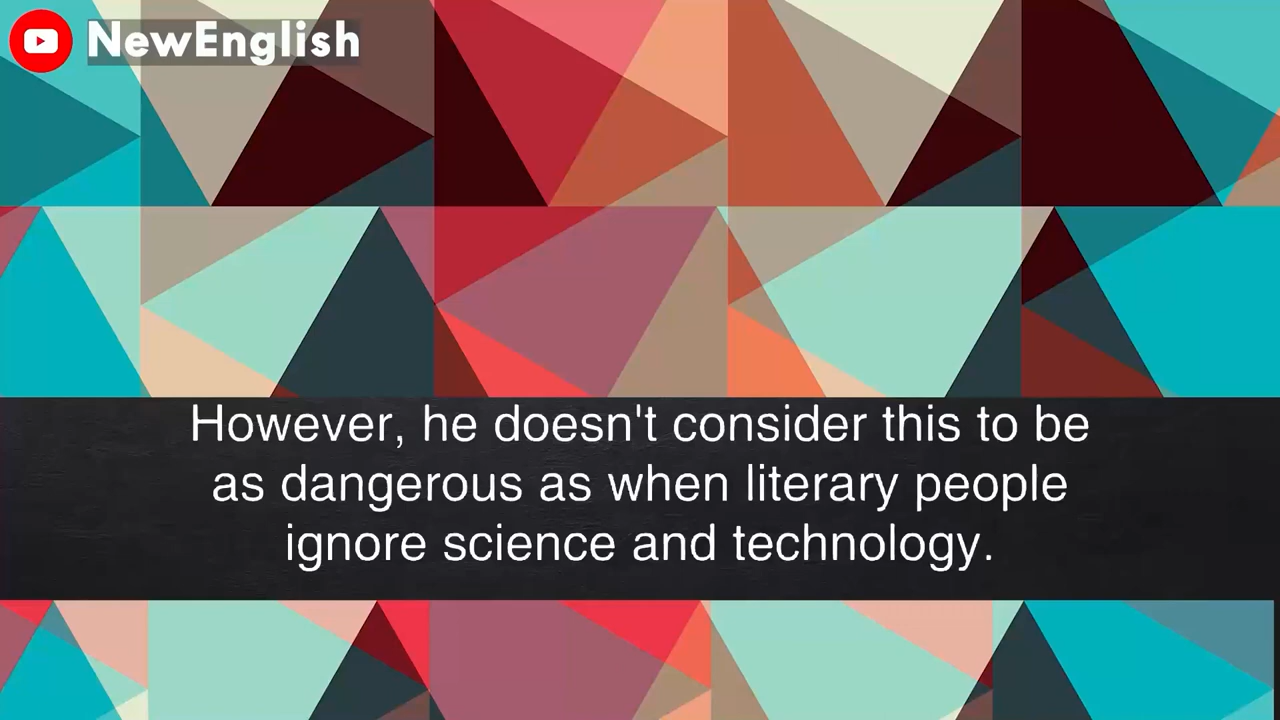 NewEnglish
However, he doesn't consider this to be
as dangerous as when literary people
ignore science and technology.